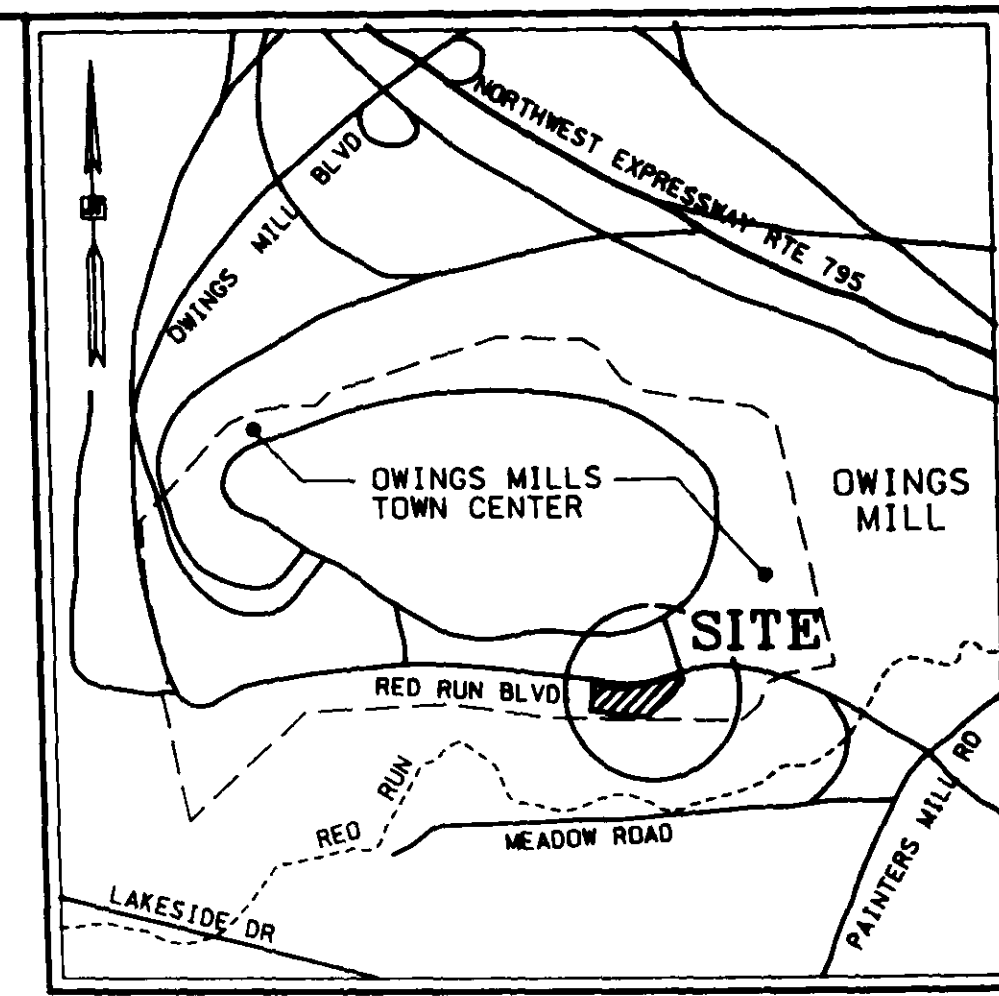 NORTHWEST EXPRESSWAY RTE 795
OWINGS MILL BLVD
OWINGS MILLS
TOWN CENTER
OWINGS
MILL
SITE
RED RUN BLVD
RED RUN
MEADOW ROAD
PAINTERS MILL RD
LAKESIDE DR